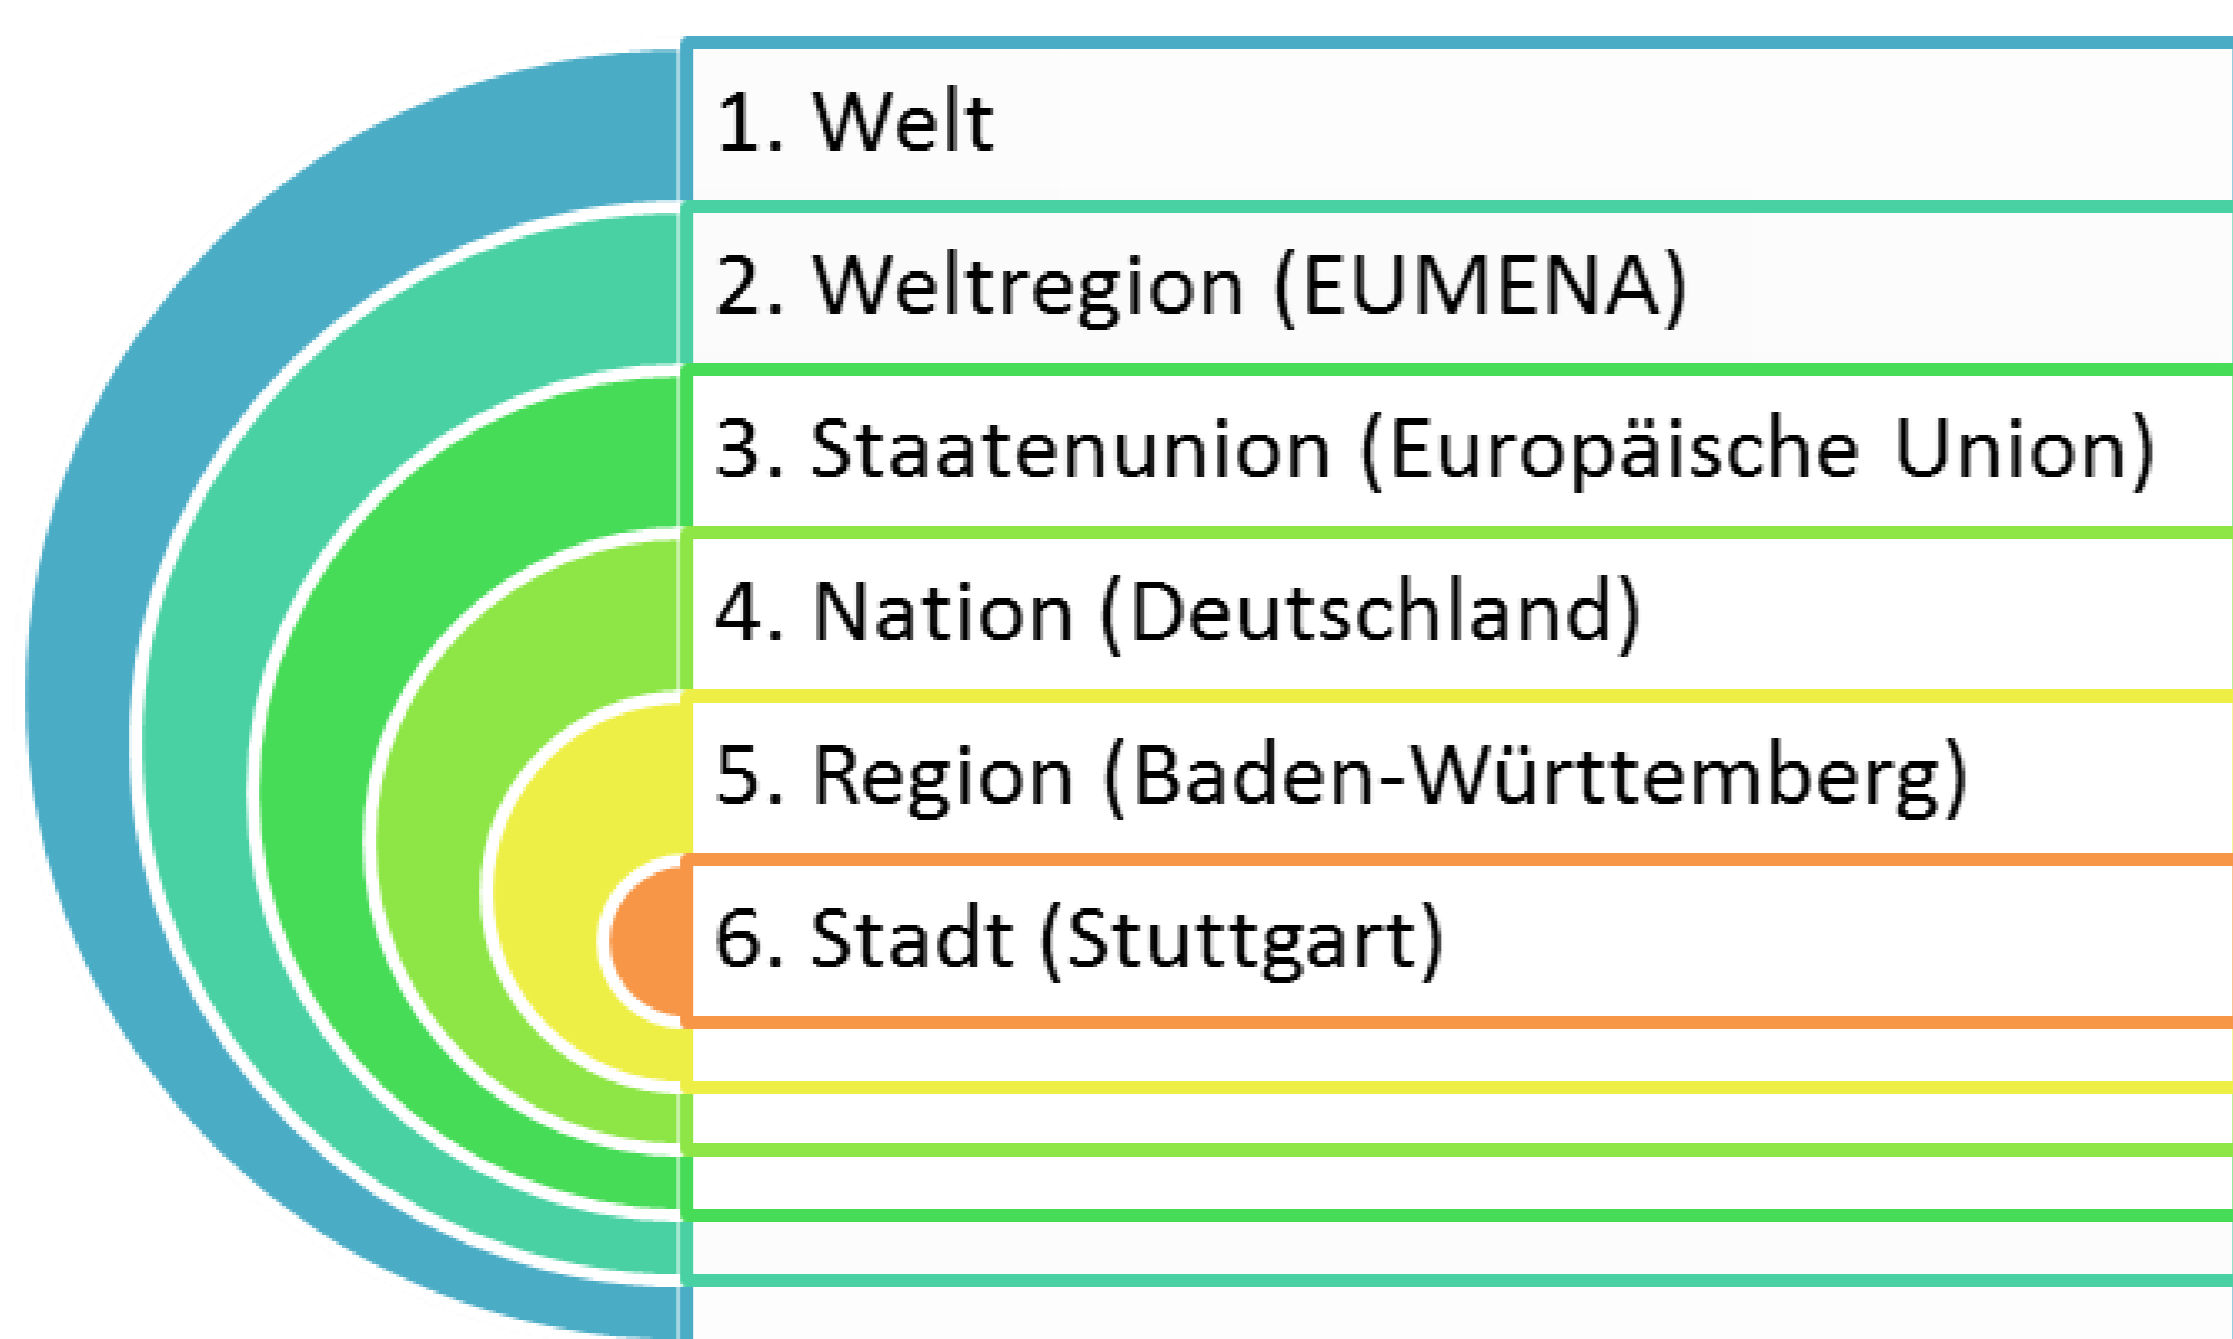 1. Welt
2. Weltregion (EUMENA)
3. Staatenunion (Europäische Union)
4. Nation (Deutschland)
5. Region (Baden-Württemberg)
6. Stadt (Stuttgart)